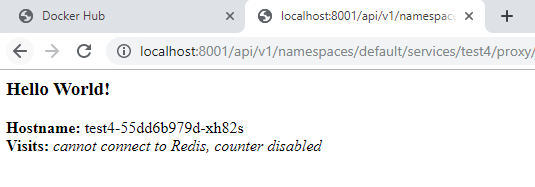 Docker Hub
localhost:8001/api/v1/namespace
localhost:8001/api/v1/namespaces/default/services/test4/proxy/
Hello World!
Hostname: test4-55dd6b979d-xh82s
Visits: cannot connect to Redis, counter disabled